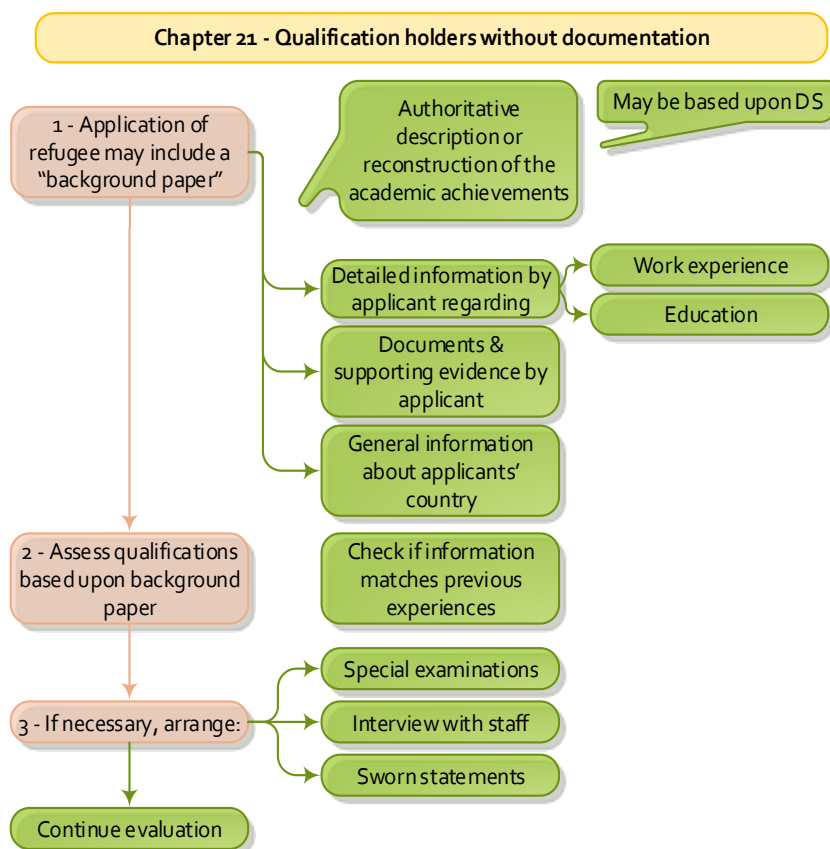 Chapter 21 - Qualification holders without documentation
1 - Application of
refugee may include a
“background paper”
Authoritative
description or
reconstruction of the
academic achievements
May be based upon DS
Detailed information by
applicant regarding
Work experience
Education
Documents &
supporting evidence by
applicant
General information
about applicants’
country
2 - Assess qualifications
based upon background
paper
Check if information
matches previous
experiences
3 - If necessary, arrange:
Special examinations
Interview with staff
Sworn statements
Continue evaluation